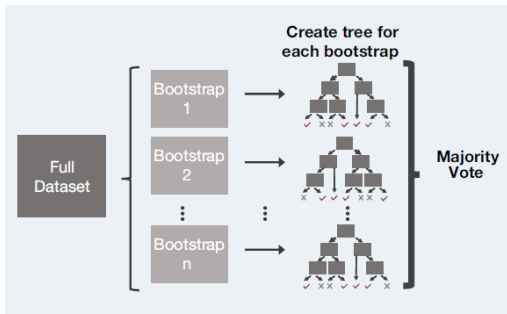 Create tree for
each bootstrap
Bootstrap
1
Full
Dataset
Bootstrap
2
Majority
Vote
Bootstrap
n